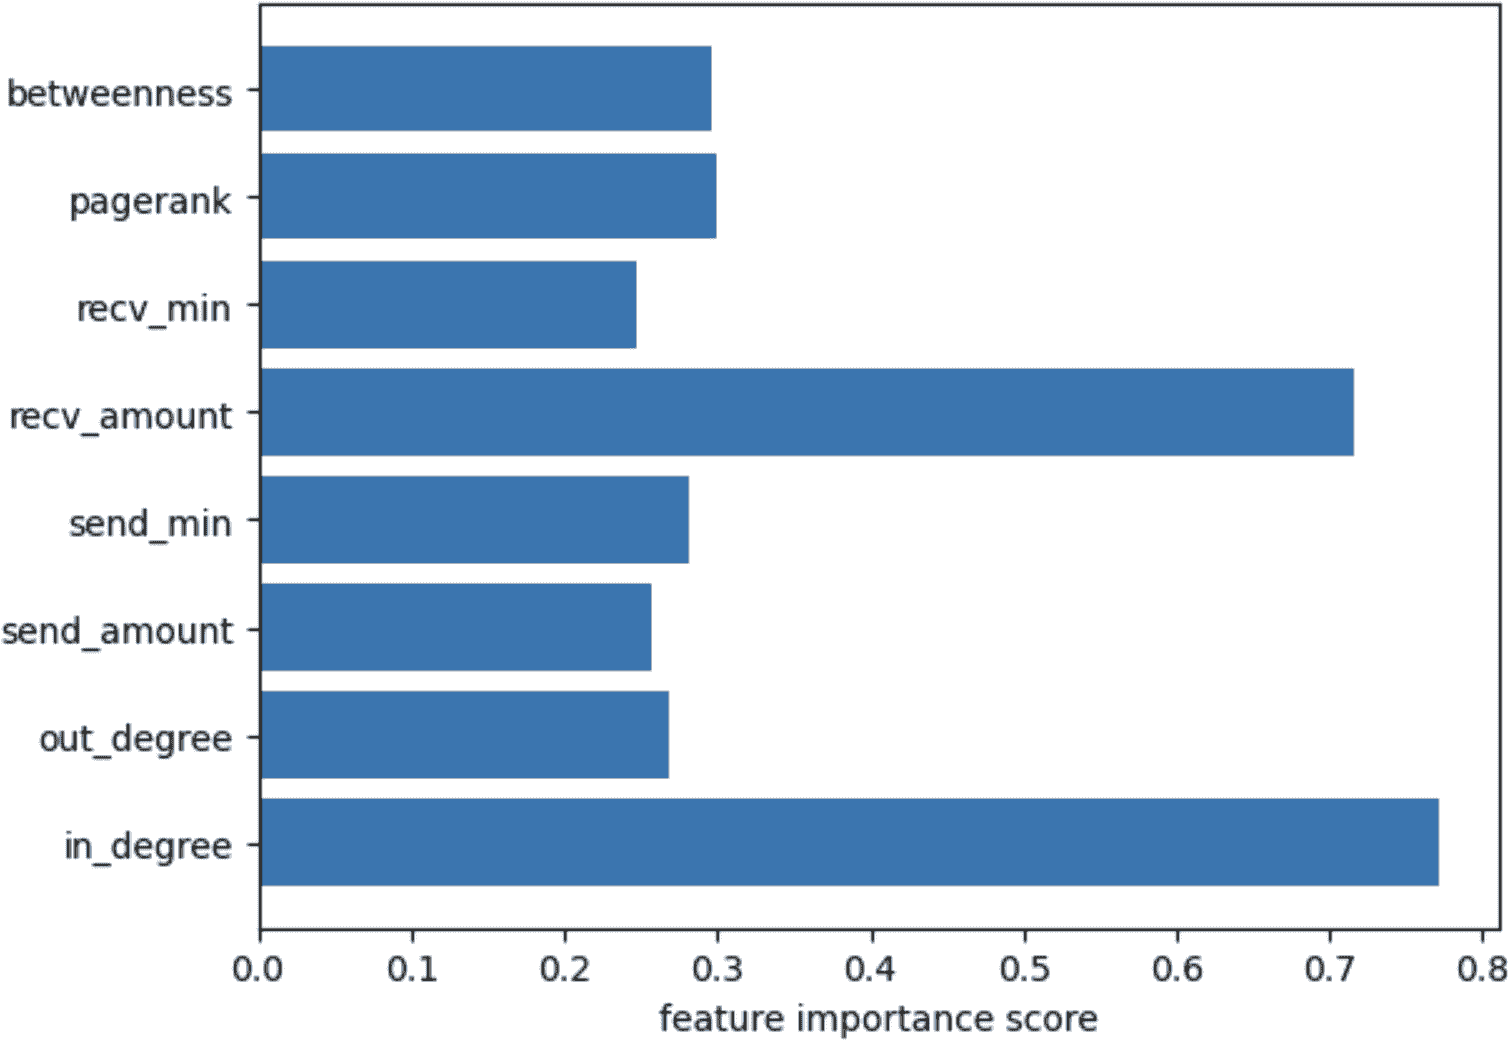 betweenness
pagerank
recv_min
recv_amount
send_min
send_amount
out_degree
in_degree
0.0 0.1 0.2 0.3 0.4 0.5 0.6 0.7 0.8
feature importance score